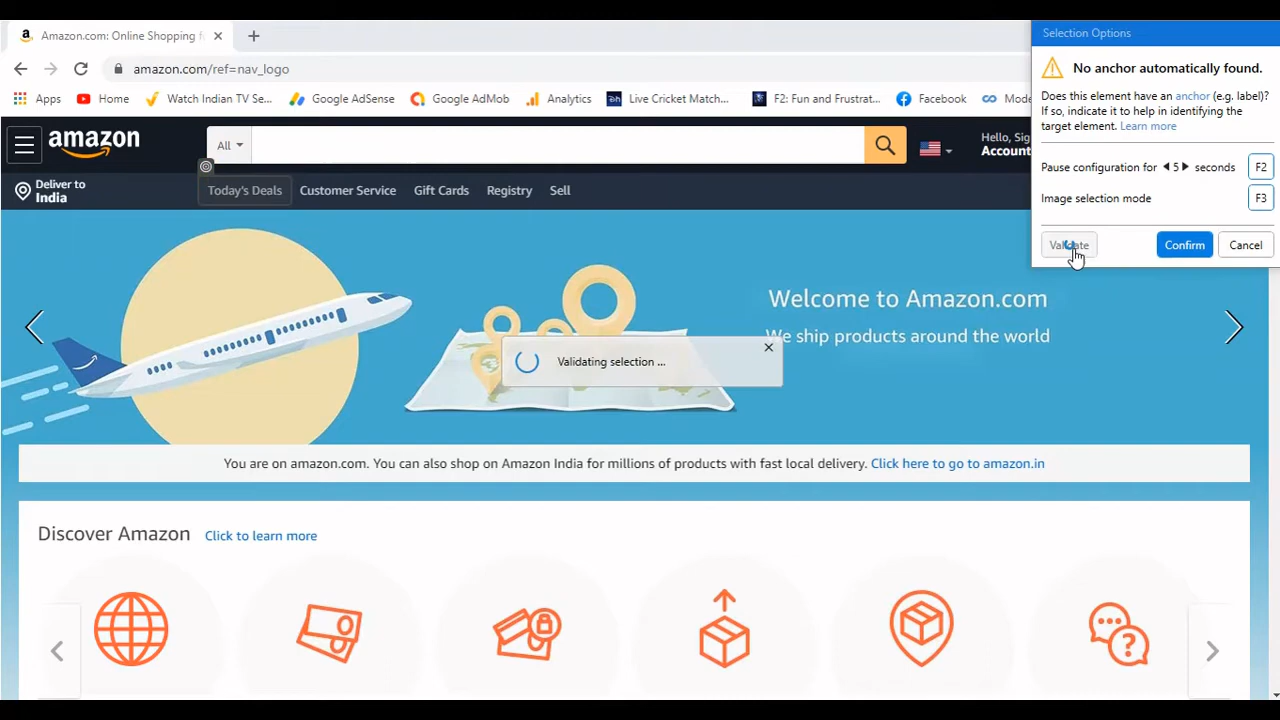 Amazon.com: Online Shopping f
amazon.com/ref=nav_logo
Apps
Home
Watch Indian TV Se...
Google AdSense
Google AdMob
Analytics
Live Cricket Match...
F2: Fun and Frustrat...
Facebook
Mode
Selection Options
No anchor automatically found.
Does this element have an anchor (e.g. label)?
If so, indicate it to help in identifying the
target element. Learn more
Pause configuration for 5 seconds F2
Image selection mode F3
Validate
Confirm
Cancel
amazon
All
Hello, Sig
Account
Deliver to
India
Today's Deals
Customer Service
Gift Cards
Registry
Sell
Welcome to Amazon.com
We ship products around the world
Validating selection ...
You are on amazon.com. You can also shop on Amazon India for millions of products with fast local delivery. Click here to go to amazon.in
Discover Amazon Click to learn more